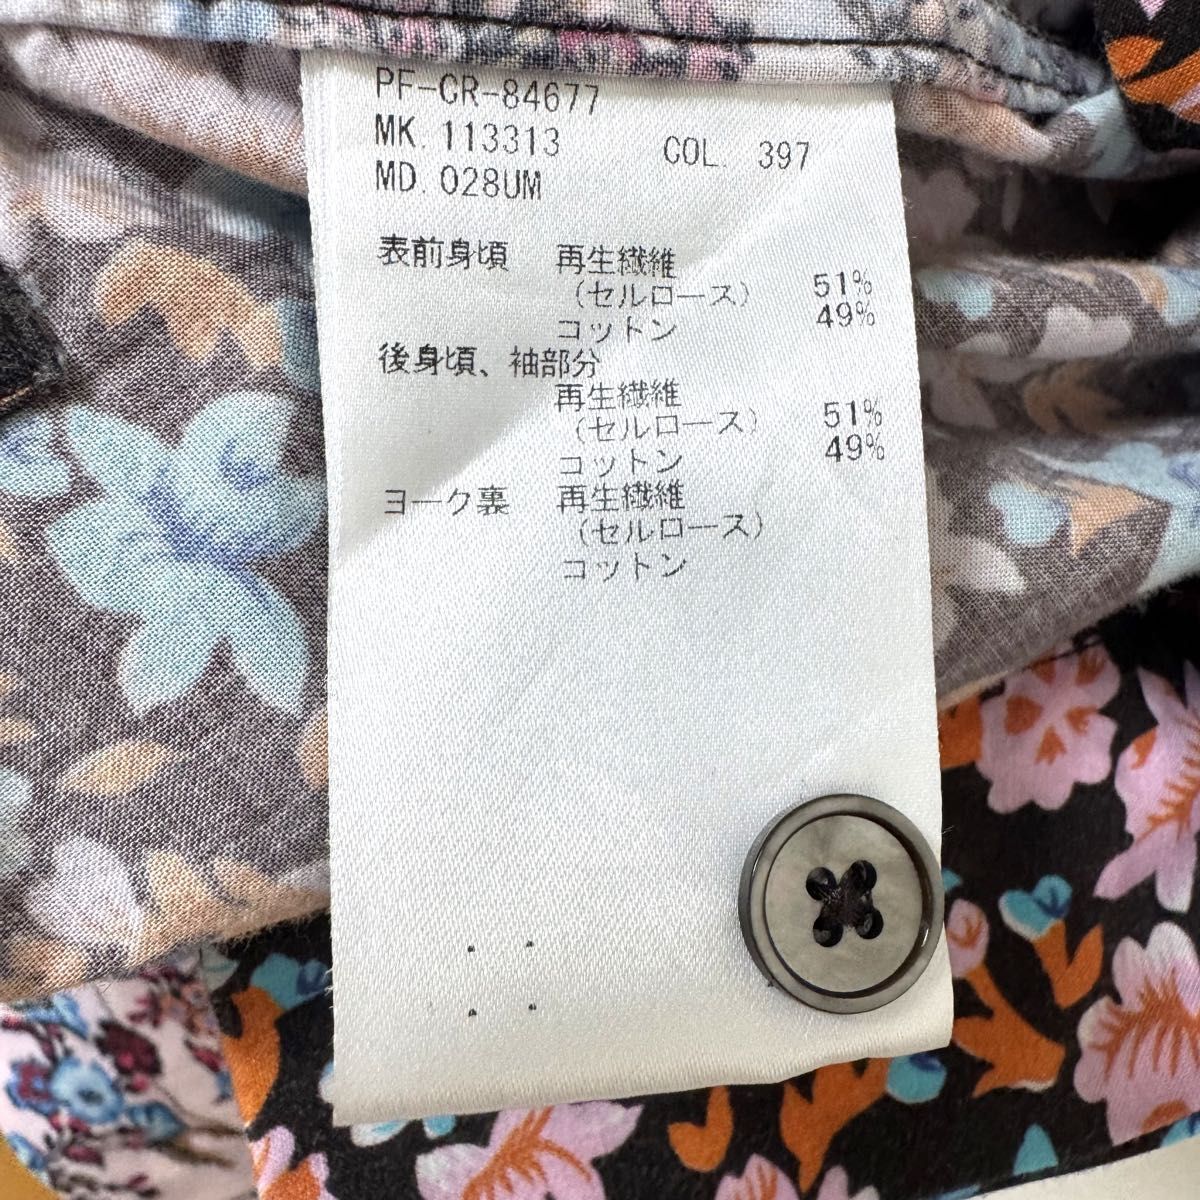 PF-CR-84677
MK. 113313 COL. 397
MD. 028UM
表前身頃 再生繊維
(セルロース) 51%
コットン 49%
後身頃、袖部分
再生繊維
(セルロース) 51%
コットン 49%
ヨーク裏 再生繊維
(セルロース)
コットン